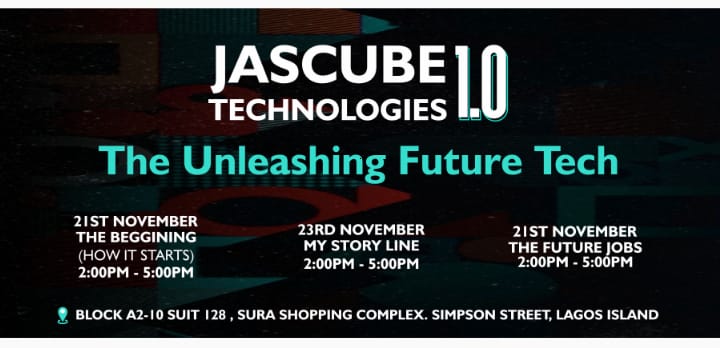 JASCUBE 1.0
TECHNOLOGIES
The Unleashing Future Tech
21ST NOVEMBER
THE BEGGINING
(HOW IT STARTS)
2:00PM - 5:00PM
23RD NOVEMBER
MY STORY LINE
2:00PM - 5:00PM
21ST NOVEMBER
THE FUTURE JOBS
2:00PM - 5:00PM
BLOCK A2-10 SUIT 128 , SURA SHOPPING COMPLEX. SIMPSON STREET, LAGOS ISLAND